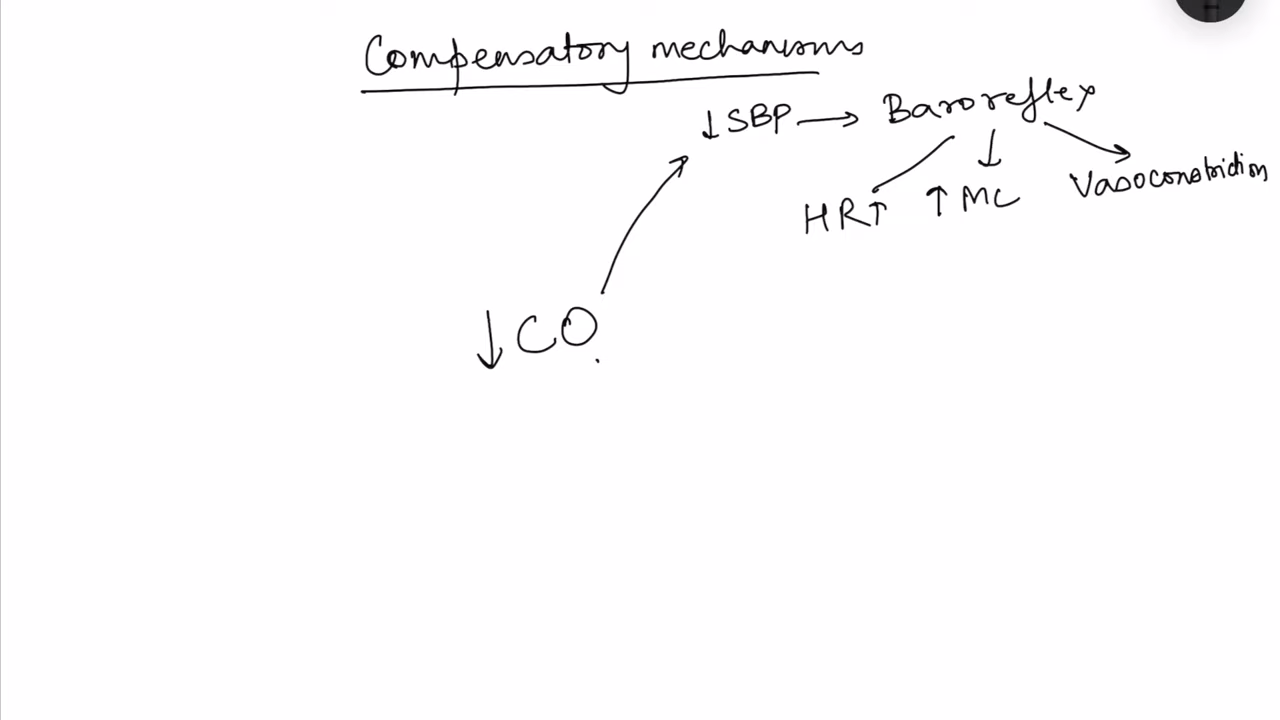 Compensatory mechanisms
↓SBP → Baroreflex
HR↑ ↑MC Vasoconstriction
↓CO